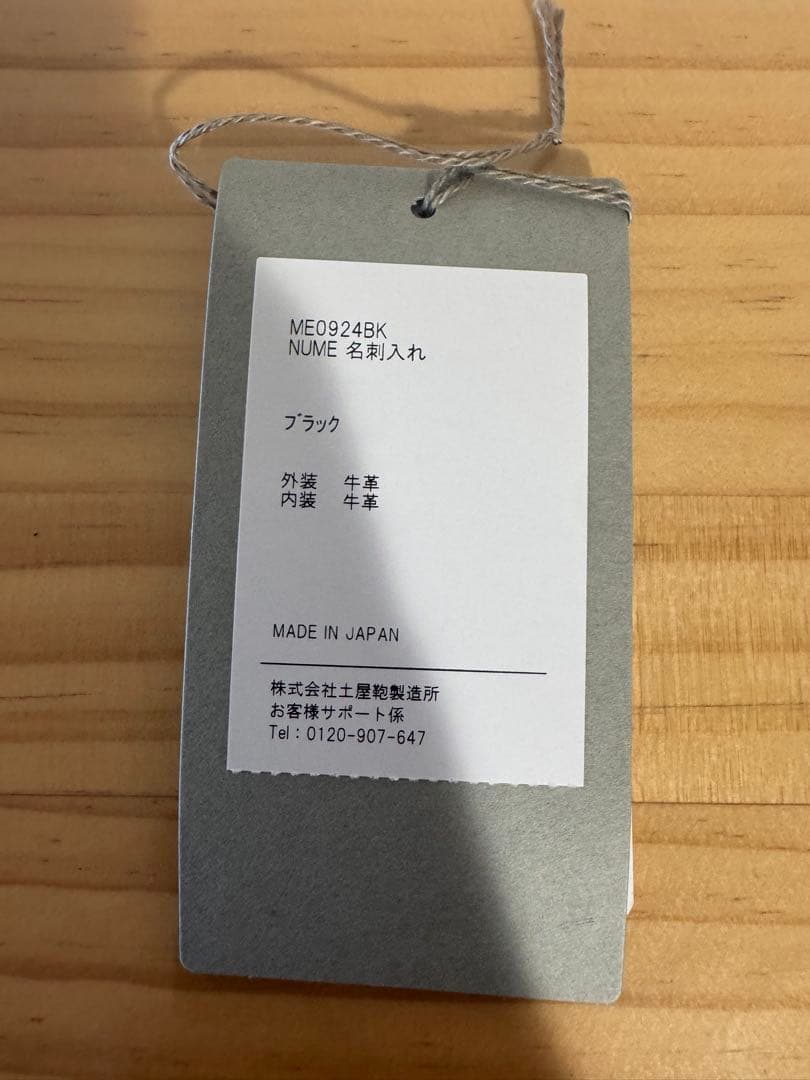 ME0924BK
NUME 名刺入れ
ブラック
外装 牛革
内装 牛革
MADE IN JAPAN
株式会社土屋鞄製造所
お客様サポート係
Tel：0120-907-647